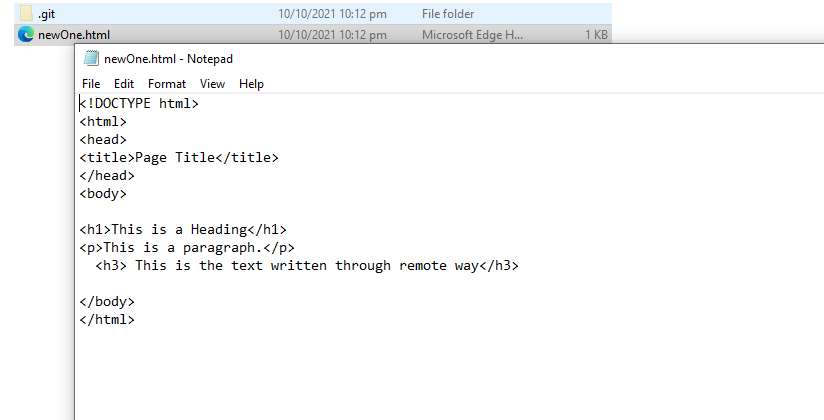 .git 10/10/2021 10:12 pm File folder
newOne.html 10/10/2021 10:12 pm Microsoft Edge H... 1 KB
newOne.html - Notepad
File Edit Format View Help
<!DOCTYPE html>
<html>
<head>
<title>Page Title</title>
</head>
<body>
<h1>This is a Heading</h1>
<p>This is a paragraph.</p>
<h3> This is the text written through remote way</h3>
</body>
</html>